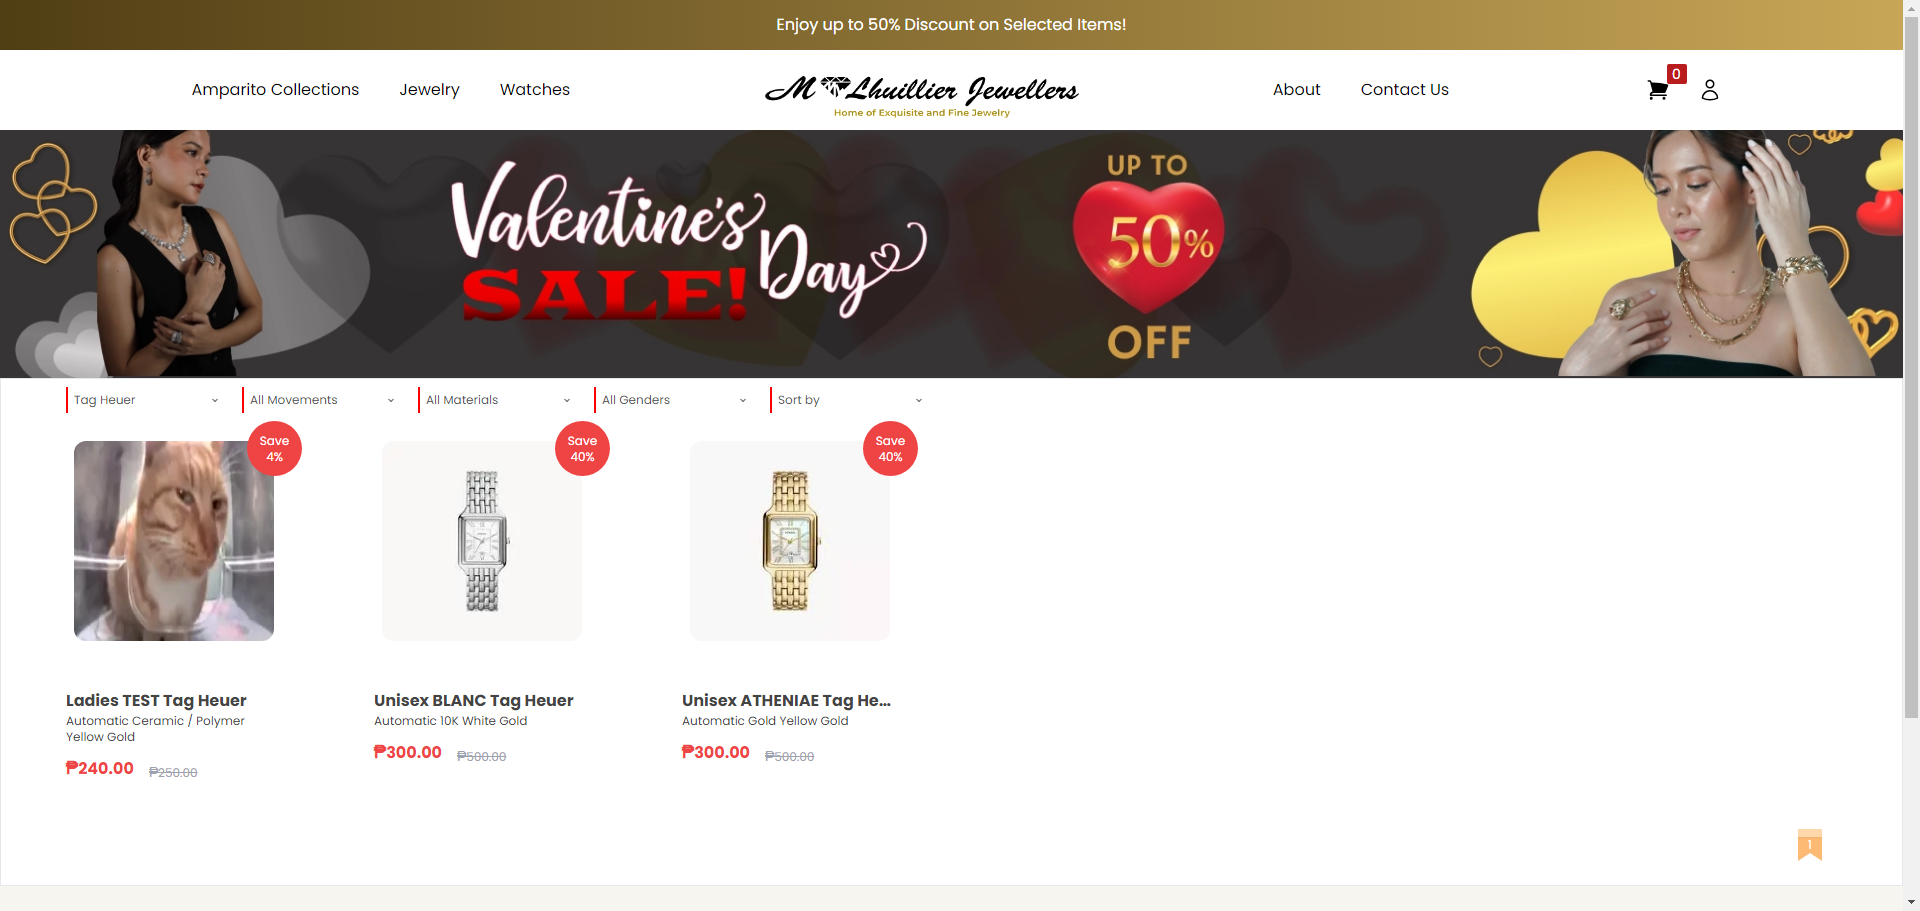 Enjoy up to 50% Discount on Selected Items!
Amparito Collections
Jewelry
Watches
M Lhuillier Jewellers
Home of Exquisite and Fine Jewelry
About
Contact Us
0
Valentine's
Day
SALE!
UP TO
50%
OFF
Tag Heuer
All Movements
All Materials
All Genders
Sort by
Save
4%
Save
40%
Save
40%
Ladies TEST Tag Heuer
Automatic Ceramic / Polymer
Yellow Gold
₱240.00 ₱250.00
Unisex BLANC Tag Heuer
Automatic 10K White Gold
₱300.00 ₱500.00
Unisex ATHENIAE Tag He...
Automatic Gold Yellow Gold
₱300.00 ₱500.00
1